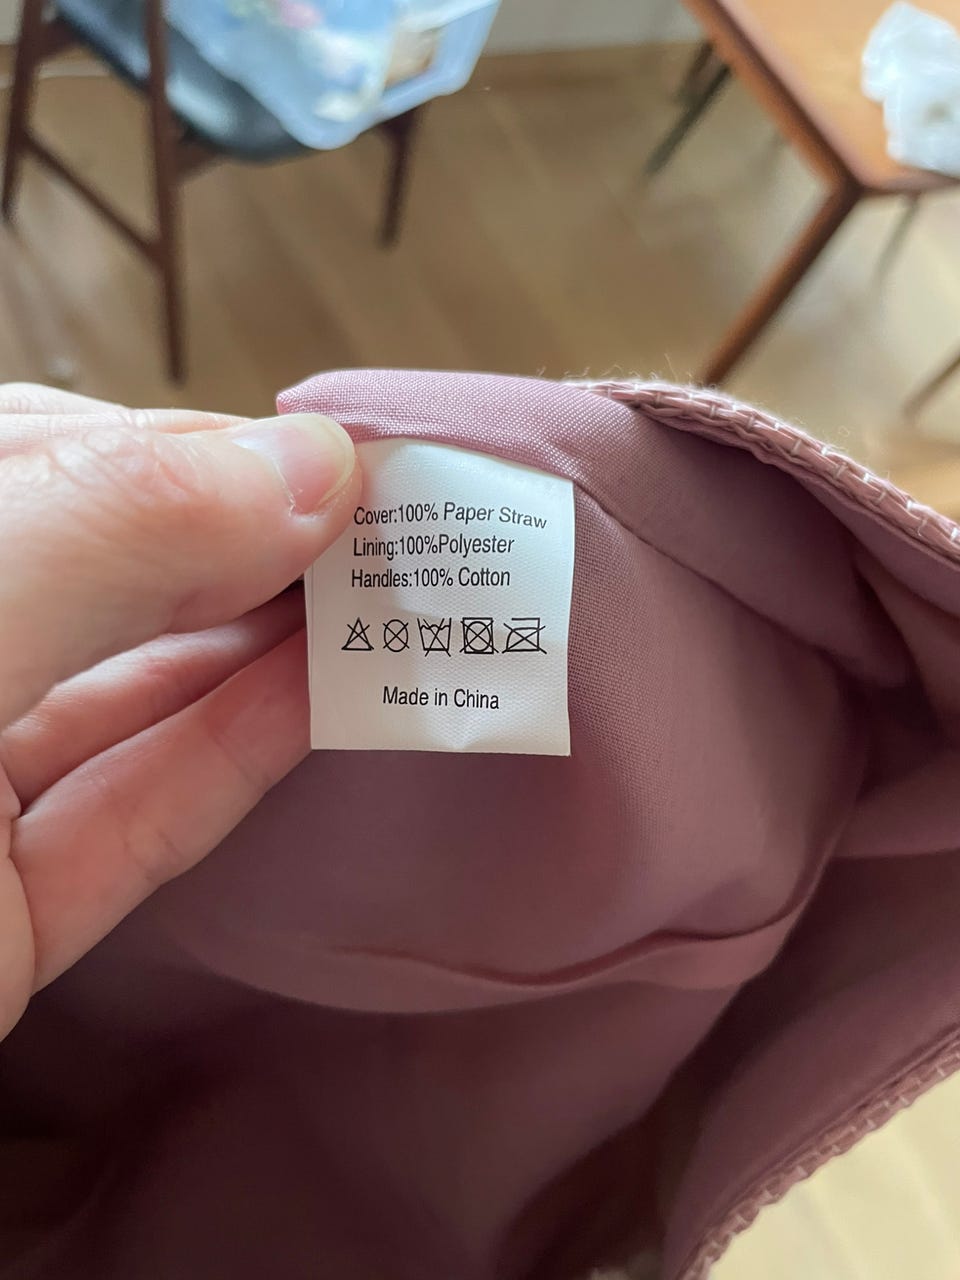 Cover:100% Paper Straw
Lining:100%Polyester
Handles:100% Cotton
Made in China